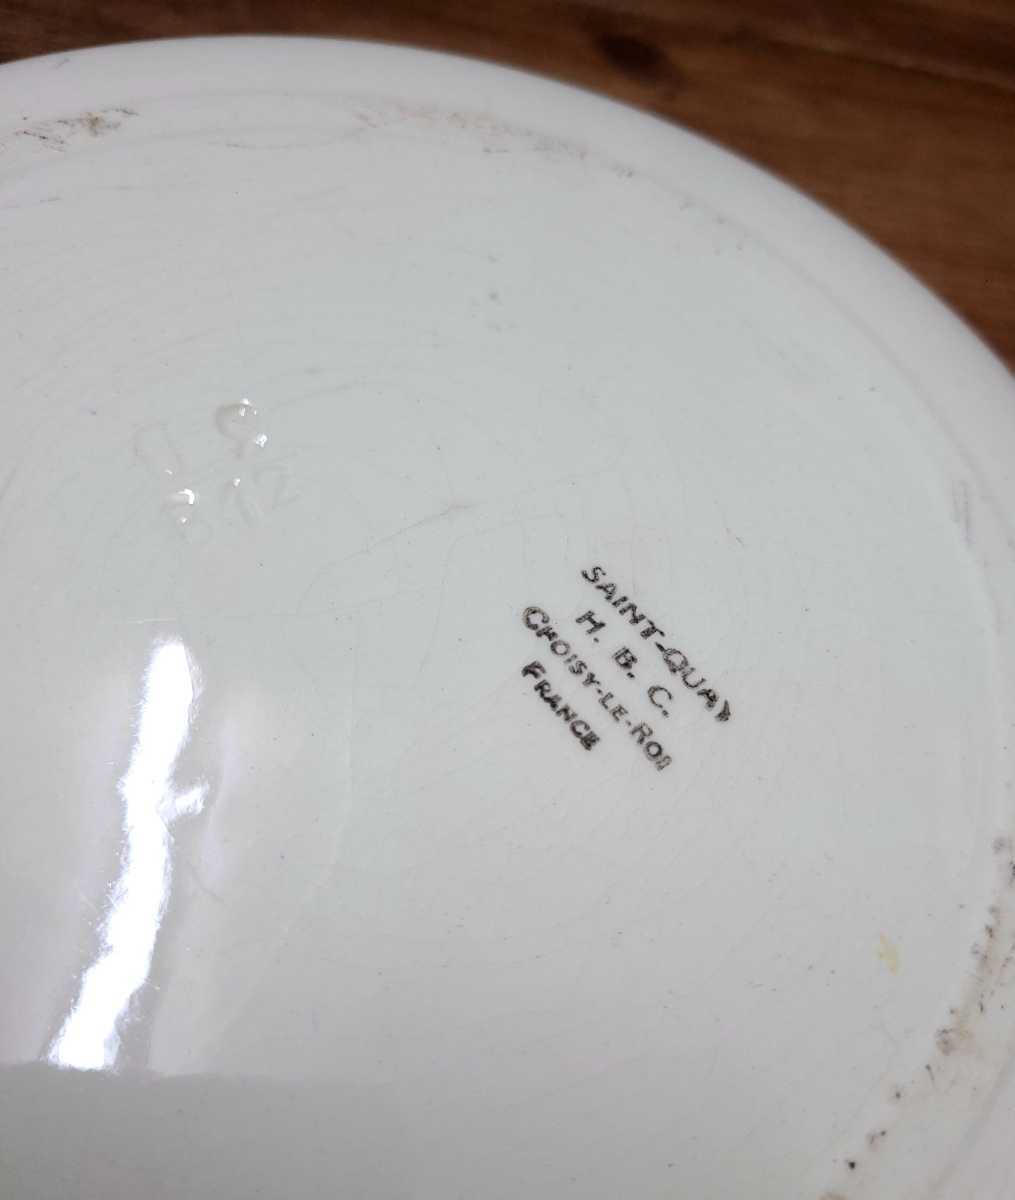 SAINT-QUAY
H. B. C.
CHOISY-LE-ROI
FRANCE